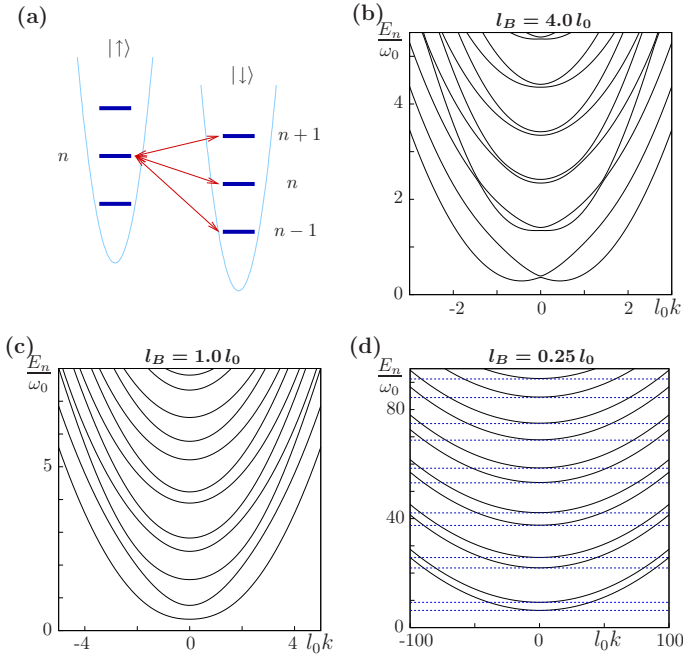 (a)
|↑⟩
|↓⟩
n
n + 1
n
n − 1
(b)
l_B = 4.0 l_0
E_n
ω_0
4
2
0
-2
0
2
l_0k
(c)
l_B = 1.0 l_0
E_n
ω_0
5
0
-4
0
4
l_0k
(d)
l_B = 0.25 l_0
E_n
ω_0
80
40
0
-100
0
100
l_0k